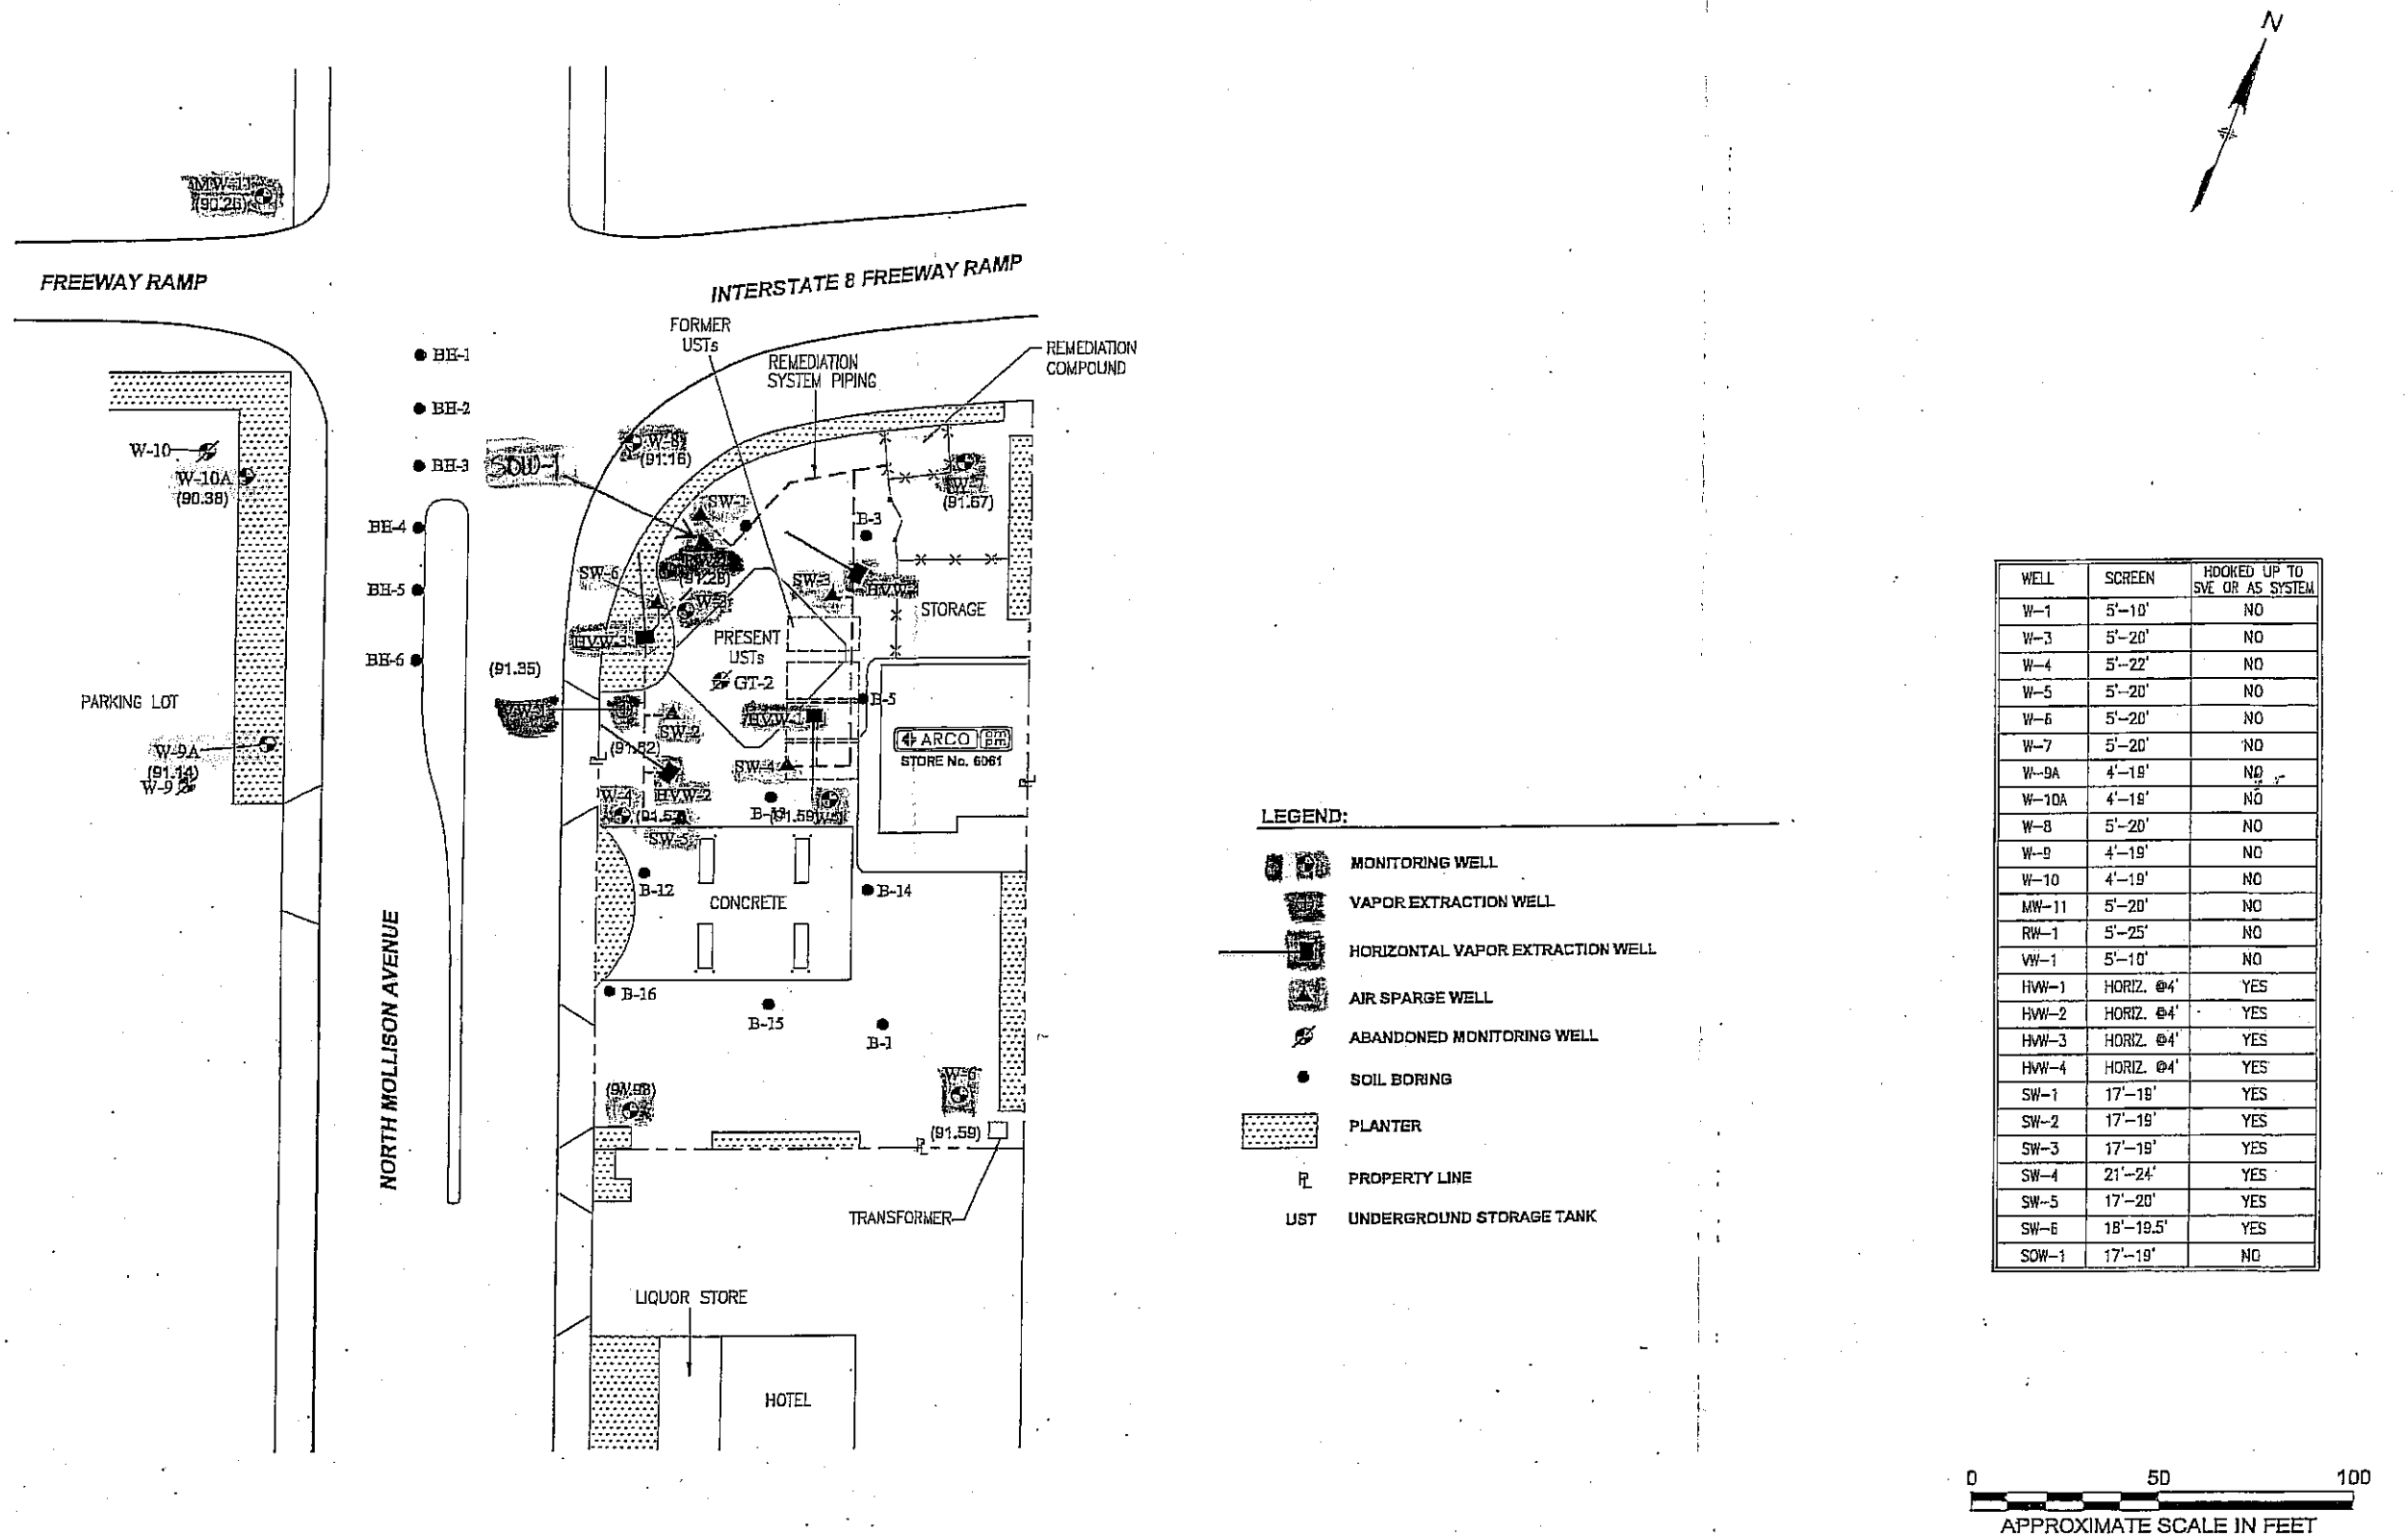 N
MW-11
(90.26)
FREEWAY RAMP
INTERSTATE 8 FREEWAY RAMP
FORMER
USTs
REMEDIATION
SYSTEM PIPING
REMEDIATION
COMPOUND
BH-1
BH-2
BH-3
BH-4
BH-5
BH-6
W-10
W-10A
(90.38)
SOW-1
W-8
(91.16)
W-7
(91.67)
SW-1
B-3
(91.28)
SW-6
SW-3
W-3
HVW-3
STORAGE
PRESENT
USTs
GT-2
(91.35)
B-5
HVW-1
SW-2
(91.62)
SW-4
W-4
HVW-2
(91.59)
SW-5
PARKING LOT
W-9A
(91.14)
W-9
ARCO am pm
STORE No. 6061
B-12
CONCRETE
B-14
B-16
B-15
B-1
W-6
(91.59)
NORTH MOLLISON AVENUE
TRANSFORMER
LIQUOR STORE
HOTEL
LEGEND:
MONITORING WELL
VAPOR EXTRACTION WELL
HORIZONTAL VAPOR EXTRACTION WELL
AIR SPARGE WELL
ABANDONED MONITORING WELL
SOIL BORING
PLANTER
PL PROPERTY LINE
UST UNDERGROUND STORAGE TANK
WELL SCREEN HOOKED UP TO
SVE OR AS SYSTEM
W-1 5'-10' NO
W-3 5'-20' NO
W-4 5'-22' NO
W-5 5'-20' NO
W-6 5'-20' NO
W-7 5'-20' NO
W-9A 4'-19' NO
W-10A 4'-19' NO
W-8 5'-20' NO
W-9 4'-19' NO
W-10 4'-19' NO
MW-11 5'-20' NO
RW-1 5'-25' NO
VW-1 5'-10' NO
HVW-1 HORIZ. @4' YES
HVW-2 HORIZ. @4' YES
HVW-3 HORIZ. @4' YES
HVW-4 HORIZ. @4' YES
SW-1 17'-19' YES
SW-2 17'-19' YES
SW-3 17'-19' YES
SW-4 21'-24' YES
SW-5 17'-20' YES
SW-6 18'-19.5' YES
SOW-1 17'-19' NO
0 50 100
APPROXIMATE SCALE IN FEET